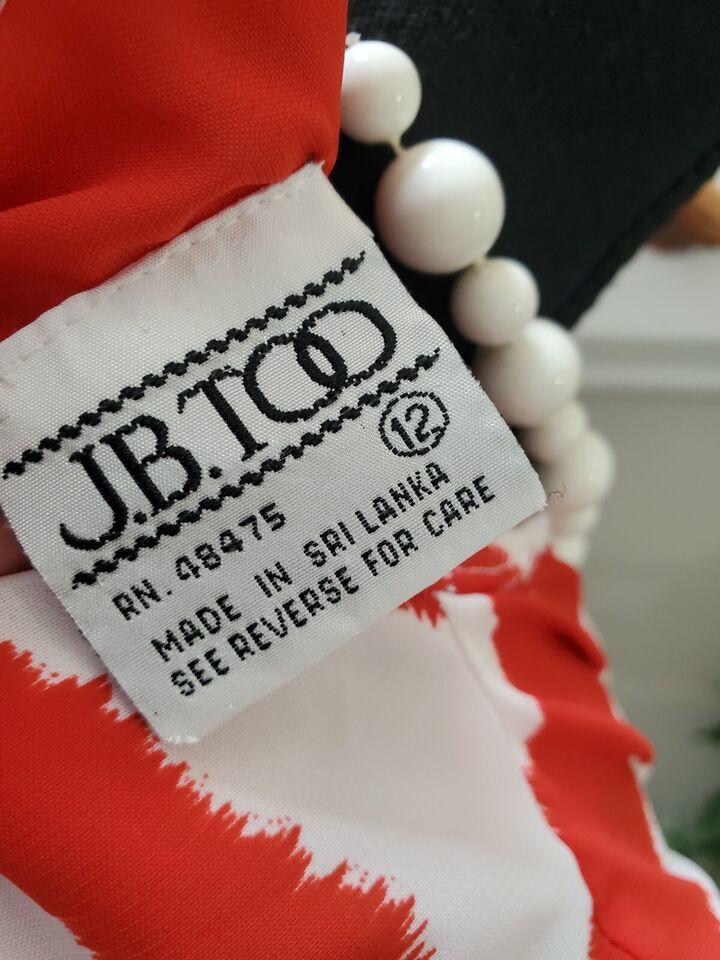 J.B.TOO
12
RN. 48475
MADE IN SRI LANKA
SEE REVERSE FOR CARE